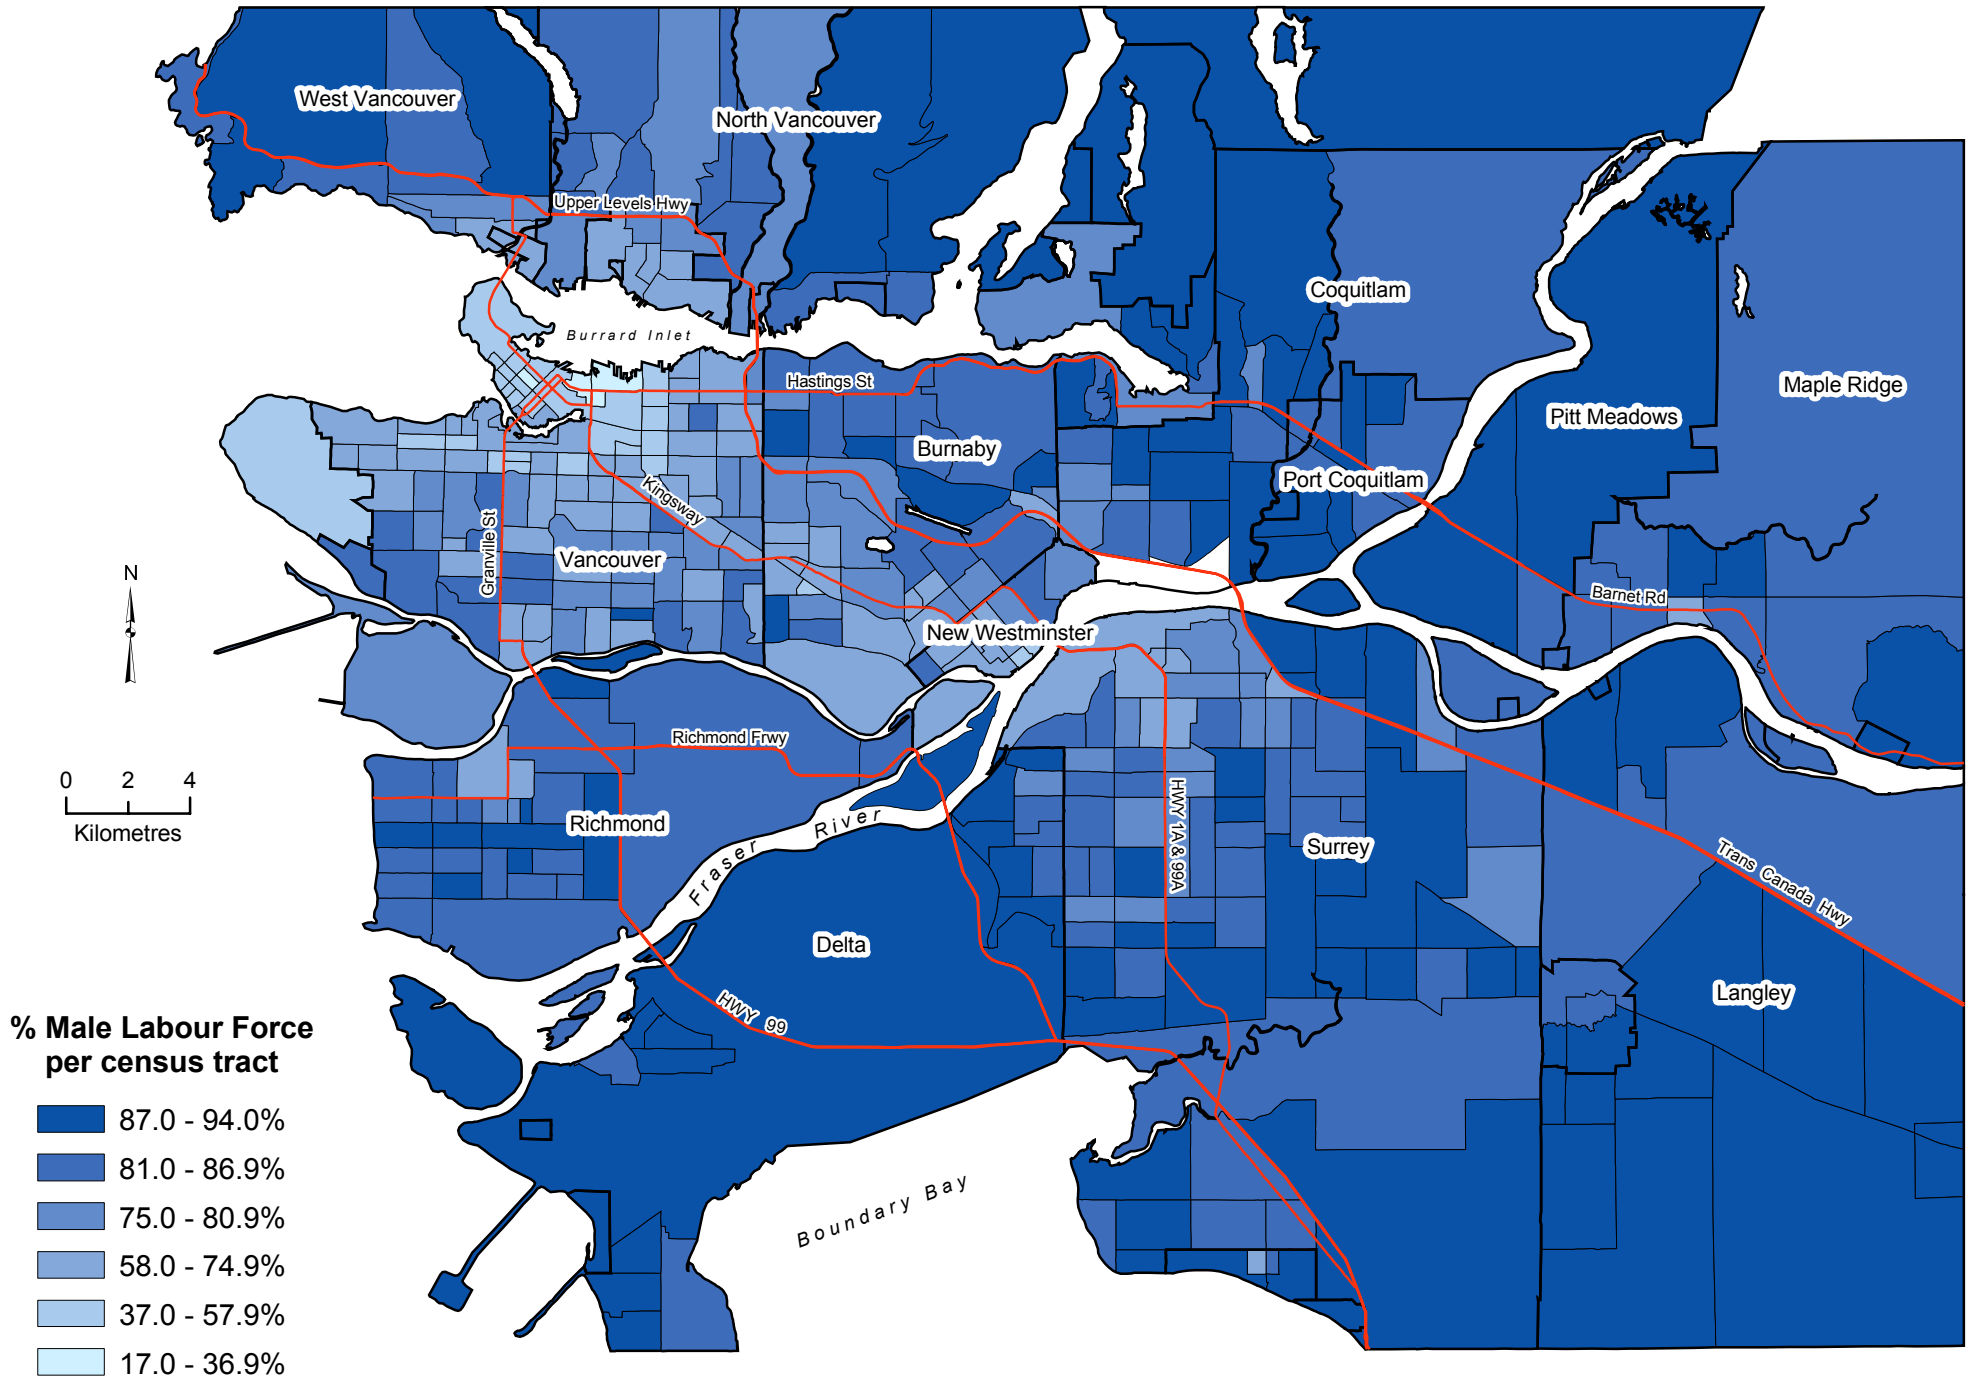 West Vancouver
North Vancouver
Upper Levels Hwy
Coquitlam
Burrard Inlet
Hastings St
Maple Ridge
Pitt Meadows
Burnaby
Port Coquitlam
Kingsway
Granville St
Vancouver
N
Barnet Rd
New Westminster
Richmond Frwy
0 2 4
Kilometres
Richmond
Fraser River
HWY 1A & 99A
Surrey
Trans Canada Hwy
Delta
Langley
HWY 99
Boundary Bay
% Male Labour Force
per census tract
87.0 - 94.0%
81.0 - 86.9%
75.0 - 80.9%
58.0 - 74.9%
37.0 - 57.9%
17.0 - 36.9%